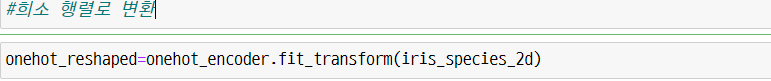 #희소 행렬로 변환
onehot_reshaped=onehot_encoder.fit_transform(iris_species_2d)